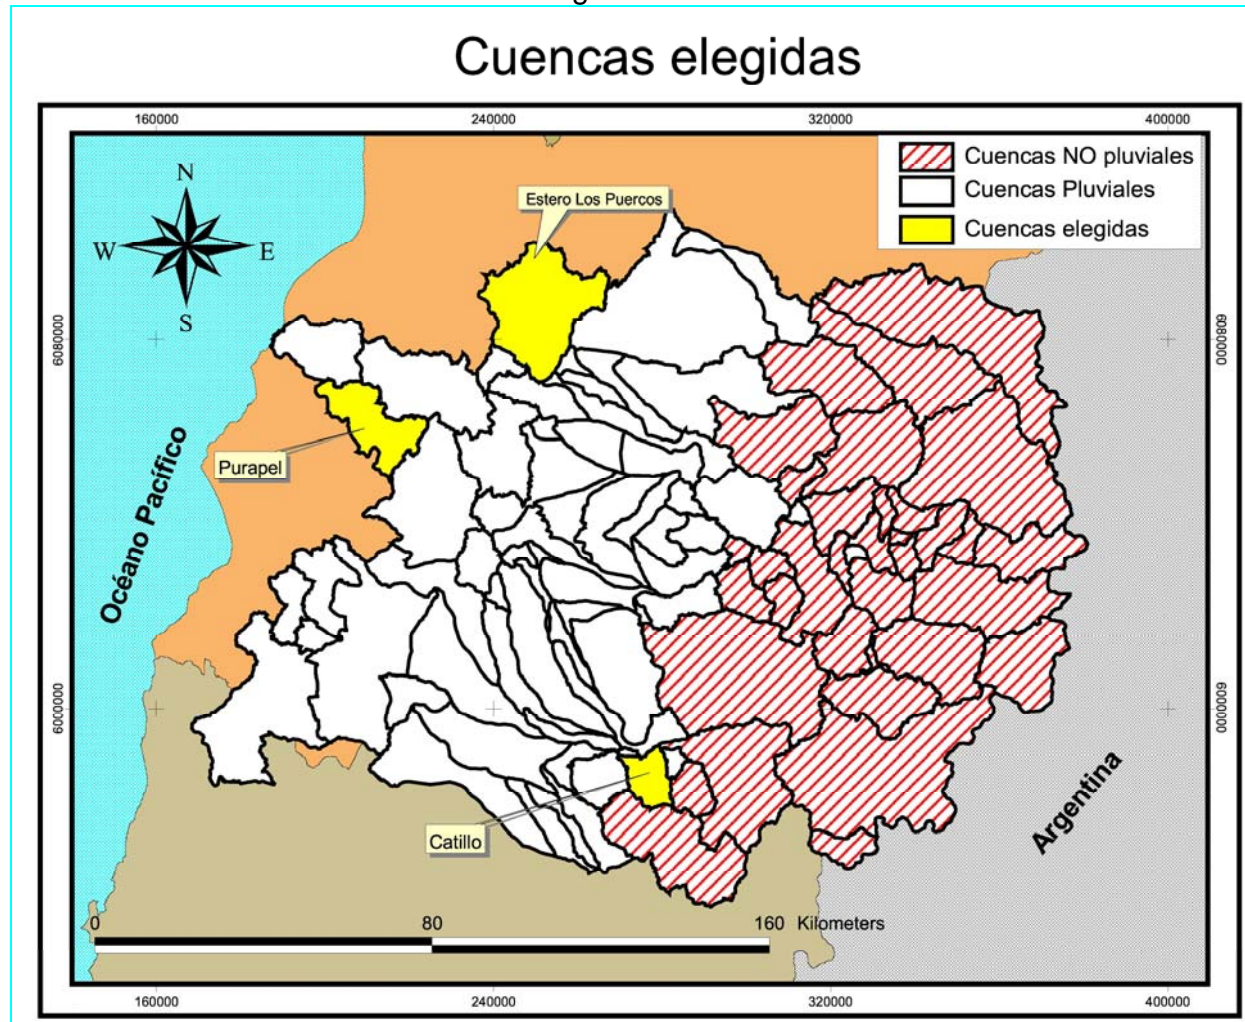 Cuencas elegidas
160000 240000 320000 400000
Cuencas NO pluviales
Cuencas Pluviales
Cuencas elegidas
N
W E
S
Estero Los Puercos
6080000 6080000
Purapel
Océano Pacífico
6000000 6000000
Catillo
Argentina
0 80 160 Kilometers
160000 240000 320000 400000